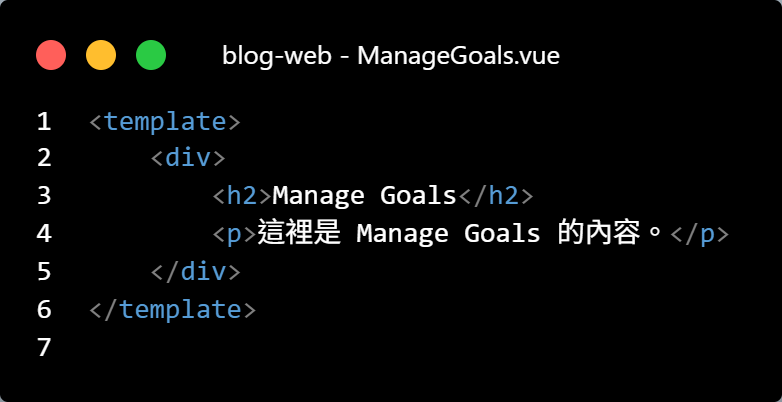 blog-web - ManageGoals.vue
1 <template>
2     <div>
3         <h2>Manage Goals</h2>
4         <p>這裡是 Manage Goals 的內容。</p>
5     </div>
6 </template>
7